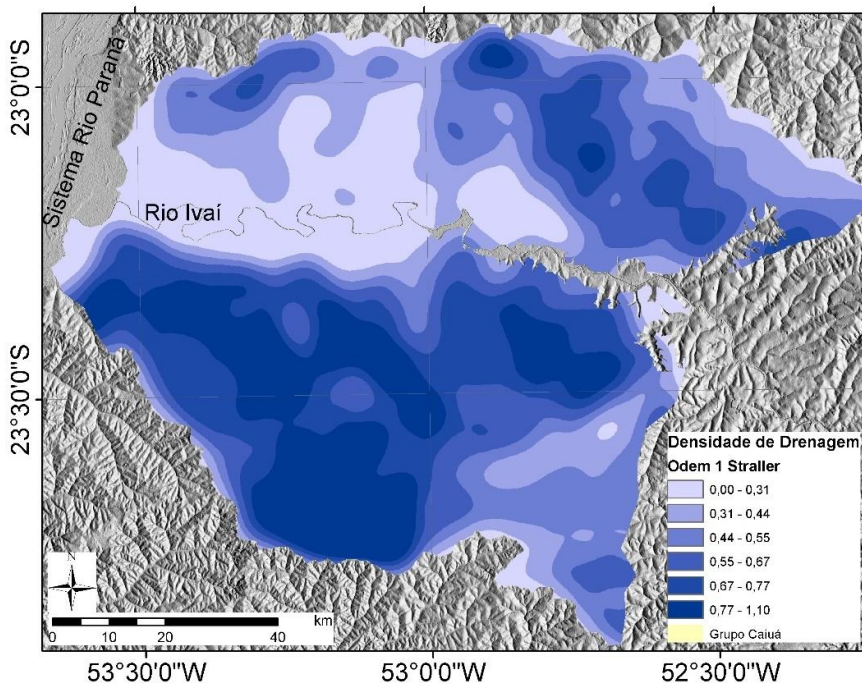 23°0'0"S
23°30'0"S
Sistema Rio Paraná
Rio Ivaí
Densidade de Drenagem
Odem 1 Straller
0,00 - 0,31
0,31 - 0,44
0,44 - 0,55
0,55 - 0,67
0,67 - 0,77
0,77 - 1,10
Grupo Caiuá
N
km
0 10 20 40
53°30'0"W 53°0'0"W 52°30'0"W